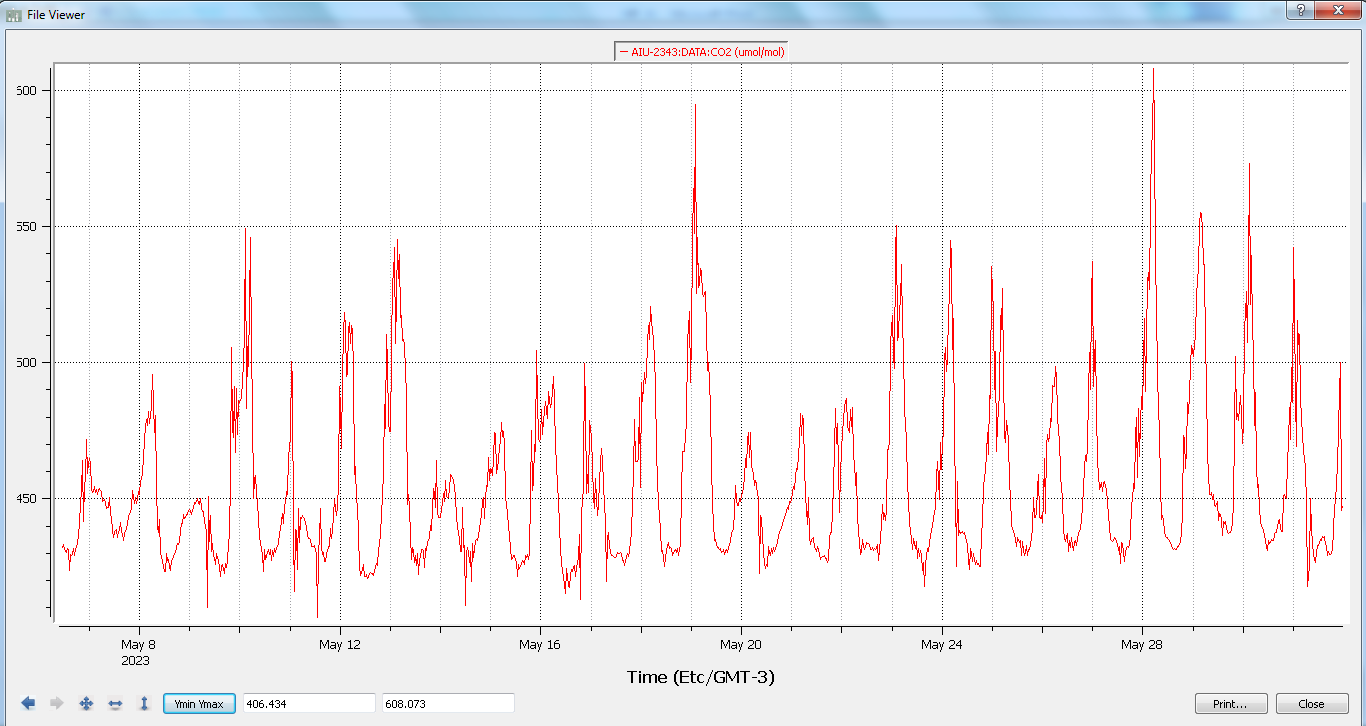 File Viewer
AIU-2343:DATA:CO2 (umol/mol)
600
550
500
450
May 8 May 12 May 16 May 20 May 24 May 28
2023
Time (Etc/GMT-3)
Ymin Ymax 406.434 608.073 Print... Close